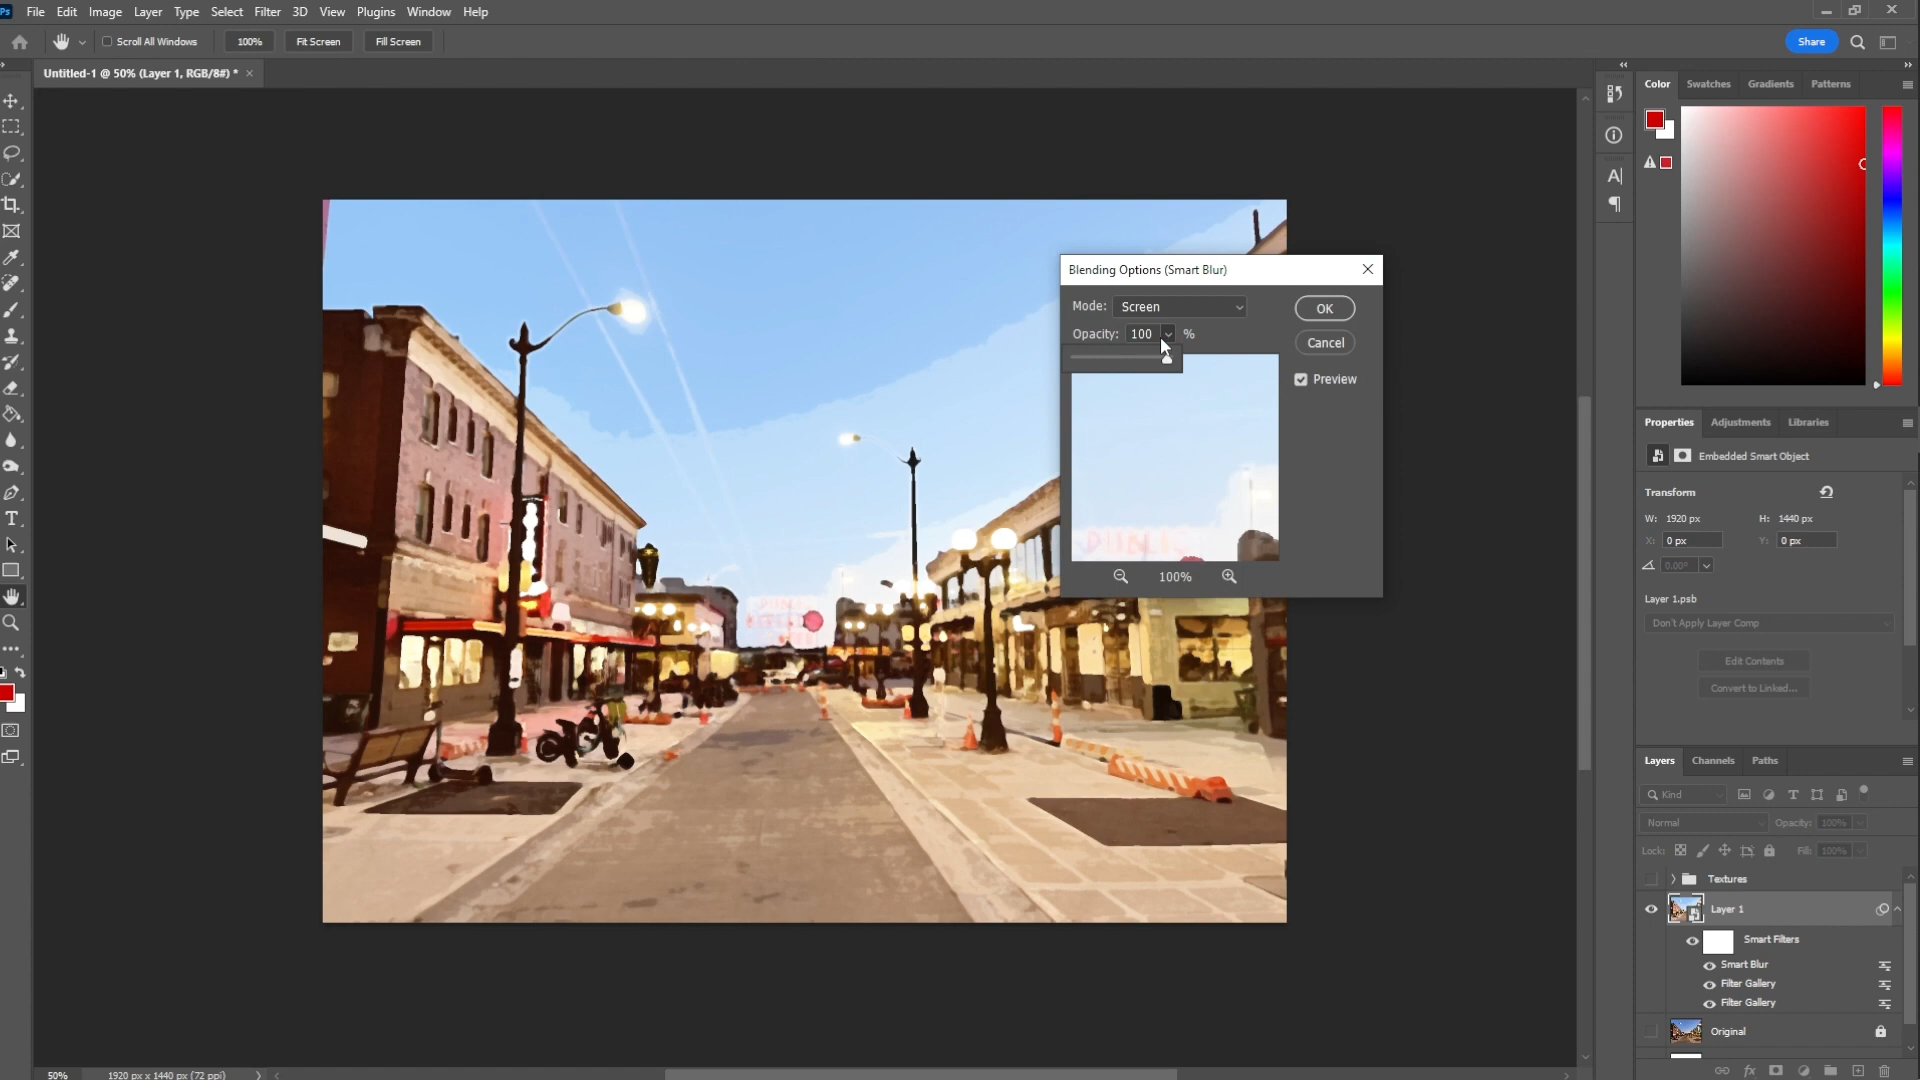 Ps File Edit Image Layer Type Select Filter 3D View Plugins Window Help
Scroll All Windows 100% Fit Screen Fill Screen Share
Untitled-1 @ 50% (Layer 1, RGB/8#) *
Color Swatches Gradients Patterns
Blending Options (Smart Blur)
Mode: Screen OK
Opacity: 100 % Cancel
Preview
PUBLIC
100%
PUBLIC
MARKET
Properties Adjustments Libraries
Embedded Smart Object
Transform
W: 1920 px H: 1440 px
X: 0 px Y: 0 px
0.00°
Layer 1.psb
Don't Apply Layer Comp
Edit Contents
Convert to Linked...
Layers Channels Paths
Kind
Normal Opacity: 100%
Lock: Fill: 100%
Textures
Layer 1
Smart Filters
Smart Blur
Filter Gallery
Filter Gallery
Original
50% 1920 px x 1440 px (72 ppi)